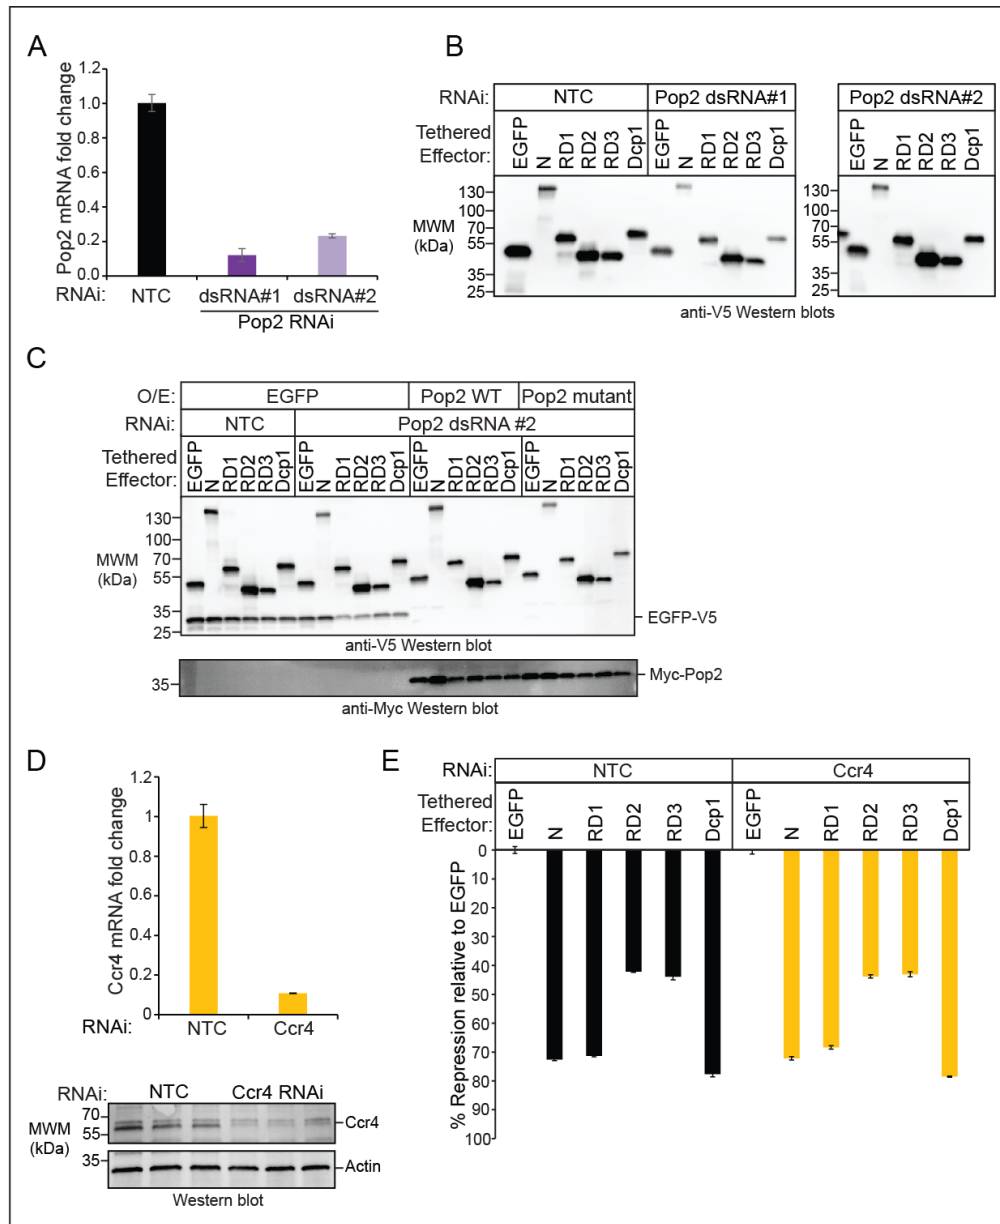 A
Pop2 mRNA fold change
1.2
1.0
0.8
0.6
0.4
0.2
0.0
RNAi: NTC dsRNA#1 dsRNA#2
Pop2 RNAi
B
RNAi: NTC Pop2 dsRNA#1 Pop2 dsRNA#2
Tethered Effector: EGFP N RD1 RD2 RD3 Dcp1 EGFP N RD1 RD2 RD3 Dcp1 EGFP N RD1 RD2 RD3 Dcp1
MWM (kDa)
130 130
100 100
70 70
55 55
35 35
25 25
anti-V5 Western blots
C
O/E: EGFP Pop2 WT Pop2 mutant
RNAi: NTC Pop2 dsRNA #2
Tethered Effector: EGFP N RD1 RD2 RD3 Dcp1 EGFP N RD1 RD2 RD3 Dcp1 EGFP N RD1 RD2 RD3 Dcp1 EGFP N RD1 RD2 RD3 Dcp1
MWM (kDa)
130
100
70
55
35
25
EGFP-V5
anti-V5 Western blot
35
Myc-Pop2
anti-Myc Western blot
D
Ccr4 mRNA fold change
1.2
1
0.8
0.6
0.4
0.2
0
RNAi: NTC Ccr4
RNAi: NTC Ccr4 RNAi
MWM (kDa)
70
55
Ccr4
35
Actin
Western blot
E
RNAi: NTC Ccr4
Tethered Effector: EGFP N RD1 RD2 RD3 Dcp1 EGFP N RD1 RD2 RD3 Dcp1
% Repression relative to EGFP
0
10
20
30
40
50
60
70
80
90
100